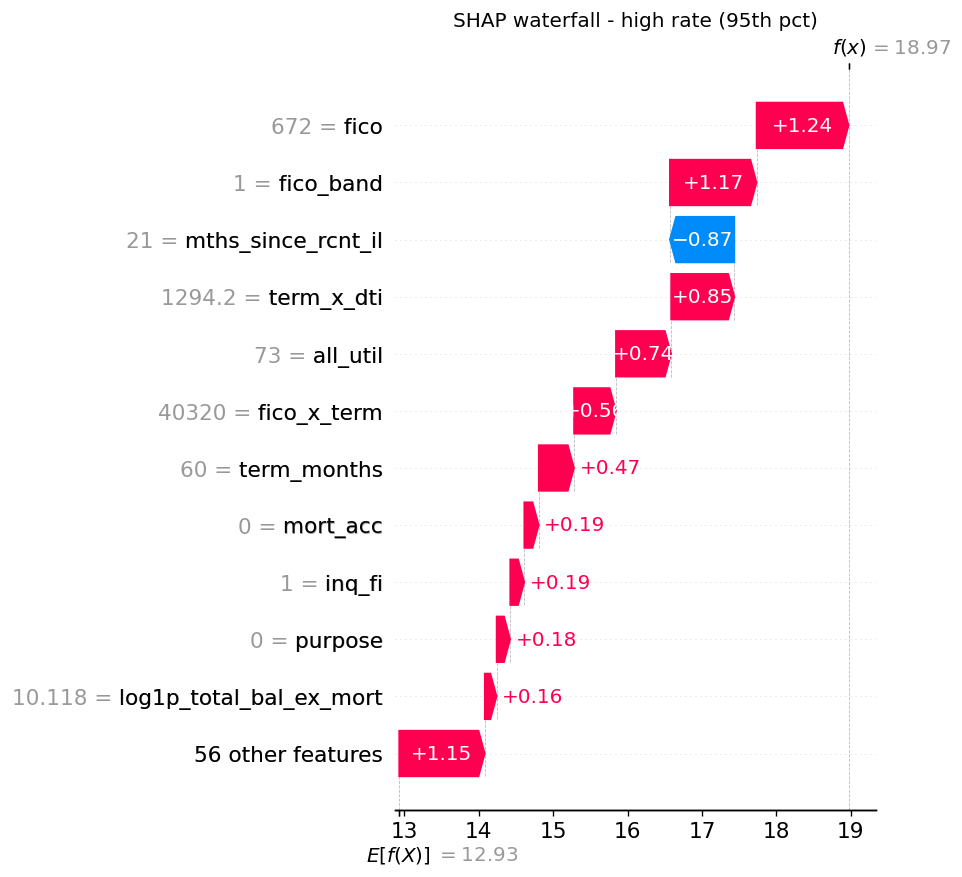 SHAP waterfall - high rate (95th pct)
f(x) = 18.97
672 = fico +1.24
1 = fico_band +1.17
21 = mths_since_rcnt_il −0.87
1294.2 = term_x_dti +0.85
73 = all_util +0.74
40320 = fico_x_term +0.56
60 = term_months +0.47
0 = mort_acc +0.19
1 = inq_fi +0.19
0 = purpose +0.18
10.118 = log1p_total_bal_ex_mort +0.16
56 other features +1.15
13 14 15 16 17 18 19
E[f(X)] = 12.93